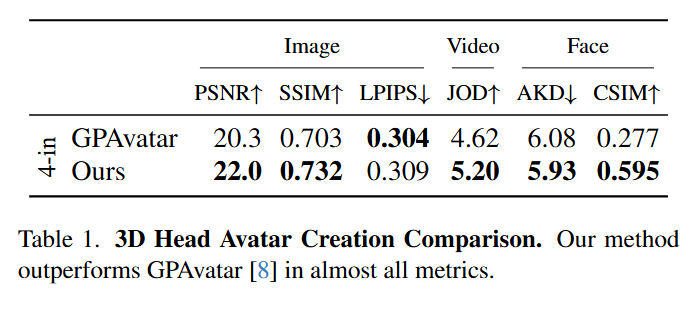 Image Video Face
PSNR↑ SSIM↑ LPIPS↓ JOD↑ AKD↓ CSIM↑
4-in
GPAvatar 20.3 0.703 0.304 4.62 6.08 0.277
Ours 22.0 0.732 0.309 5.20 5.93 0.595
Table 1. 3D Head Avatar Creation Comparison. Our method
outperforms GPAvatar [8] in almost all metrics.